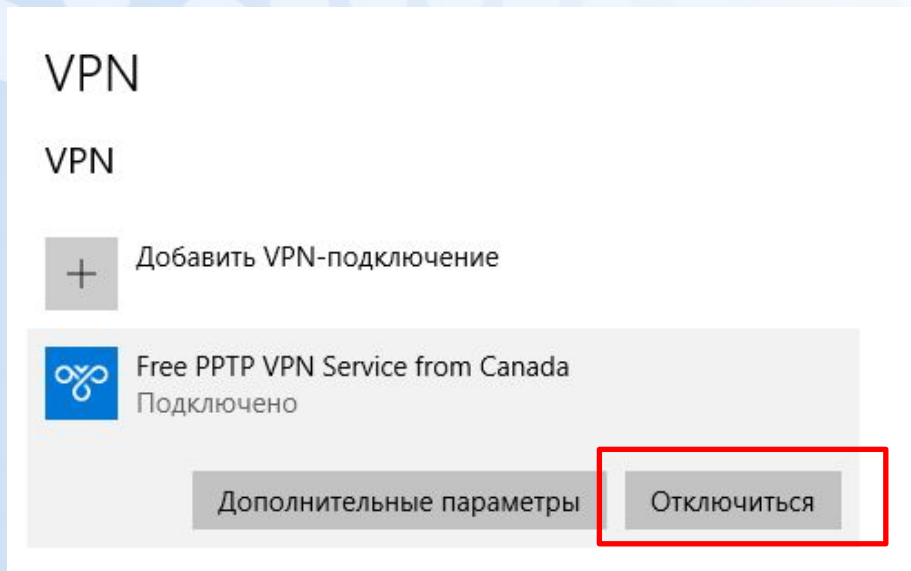 VPN
VPN
Добавить VPN-подключение
Free PPTP VPN Service from Canada
Подключено
Дополнительные параметры
Отключиться